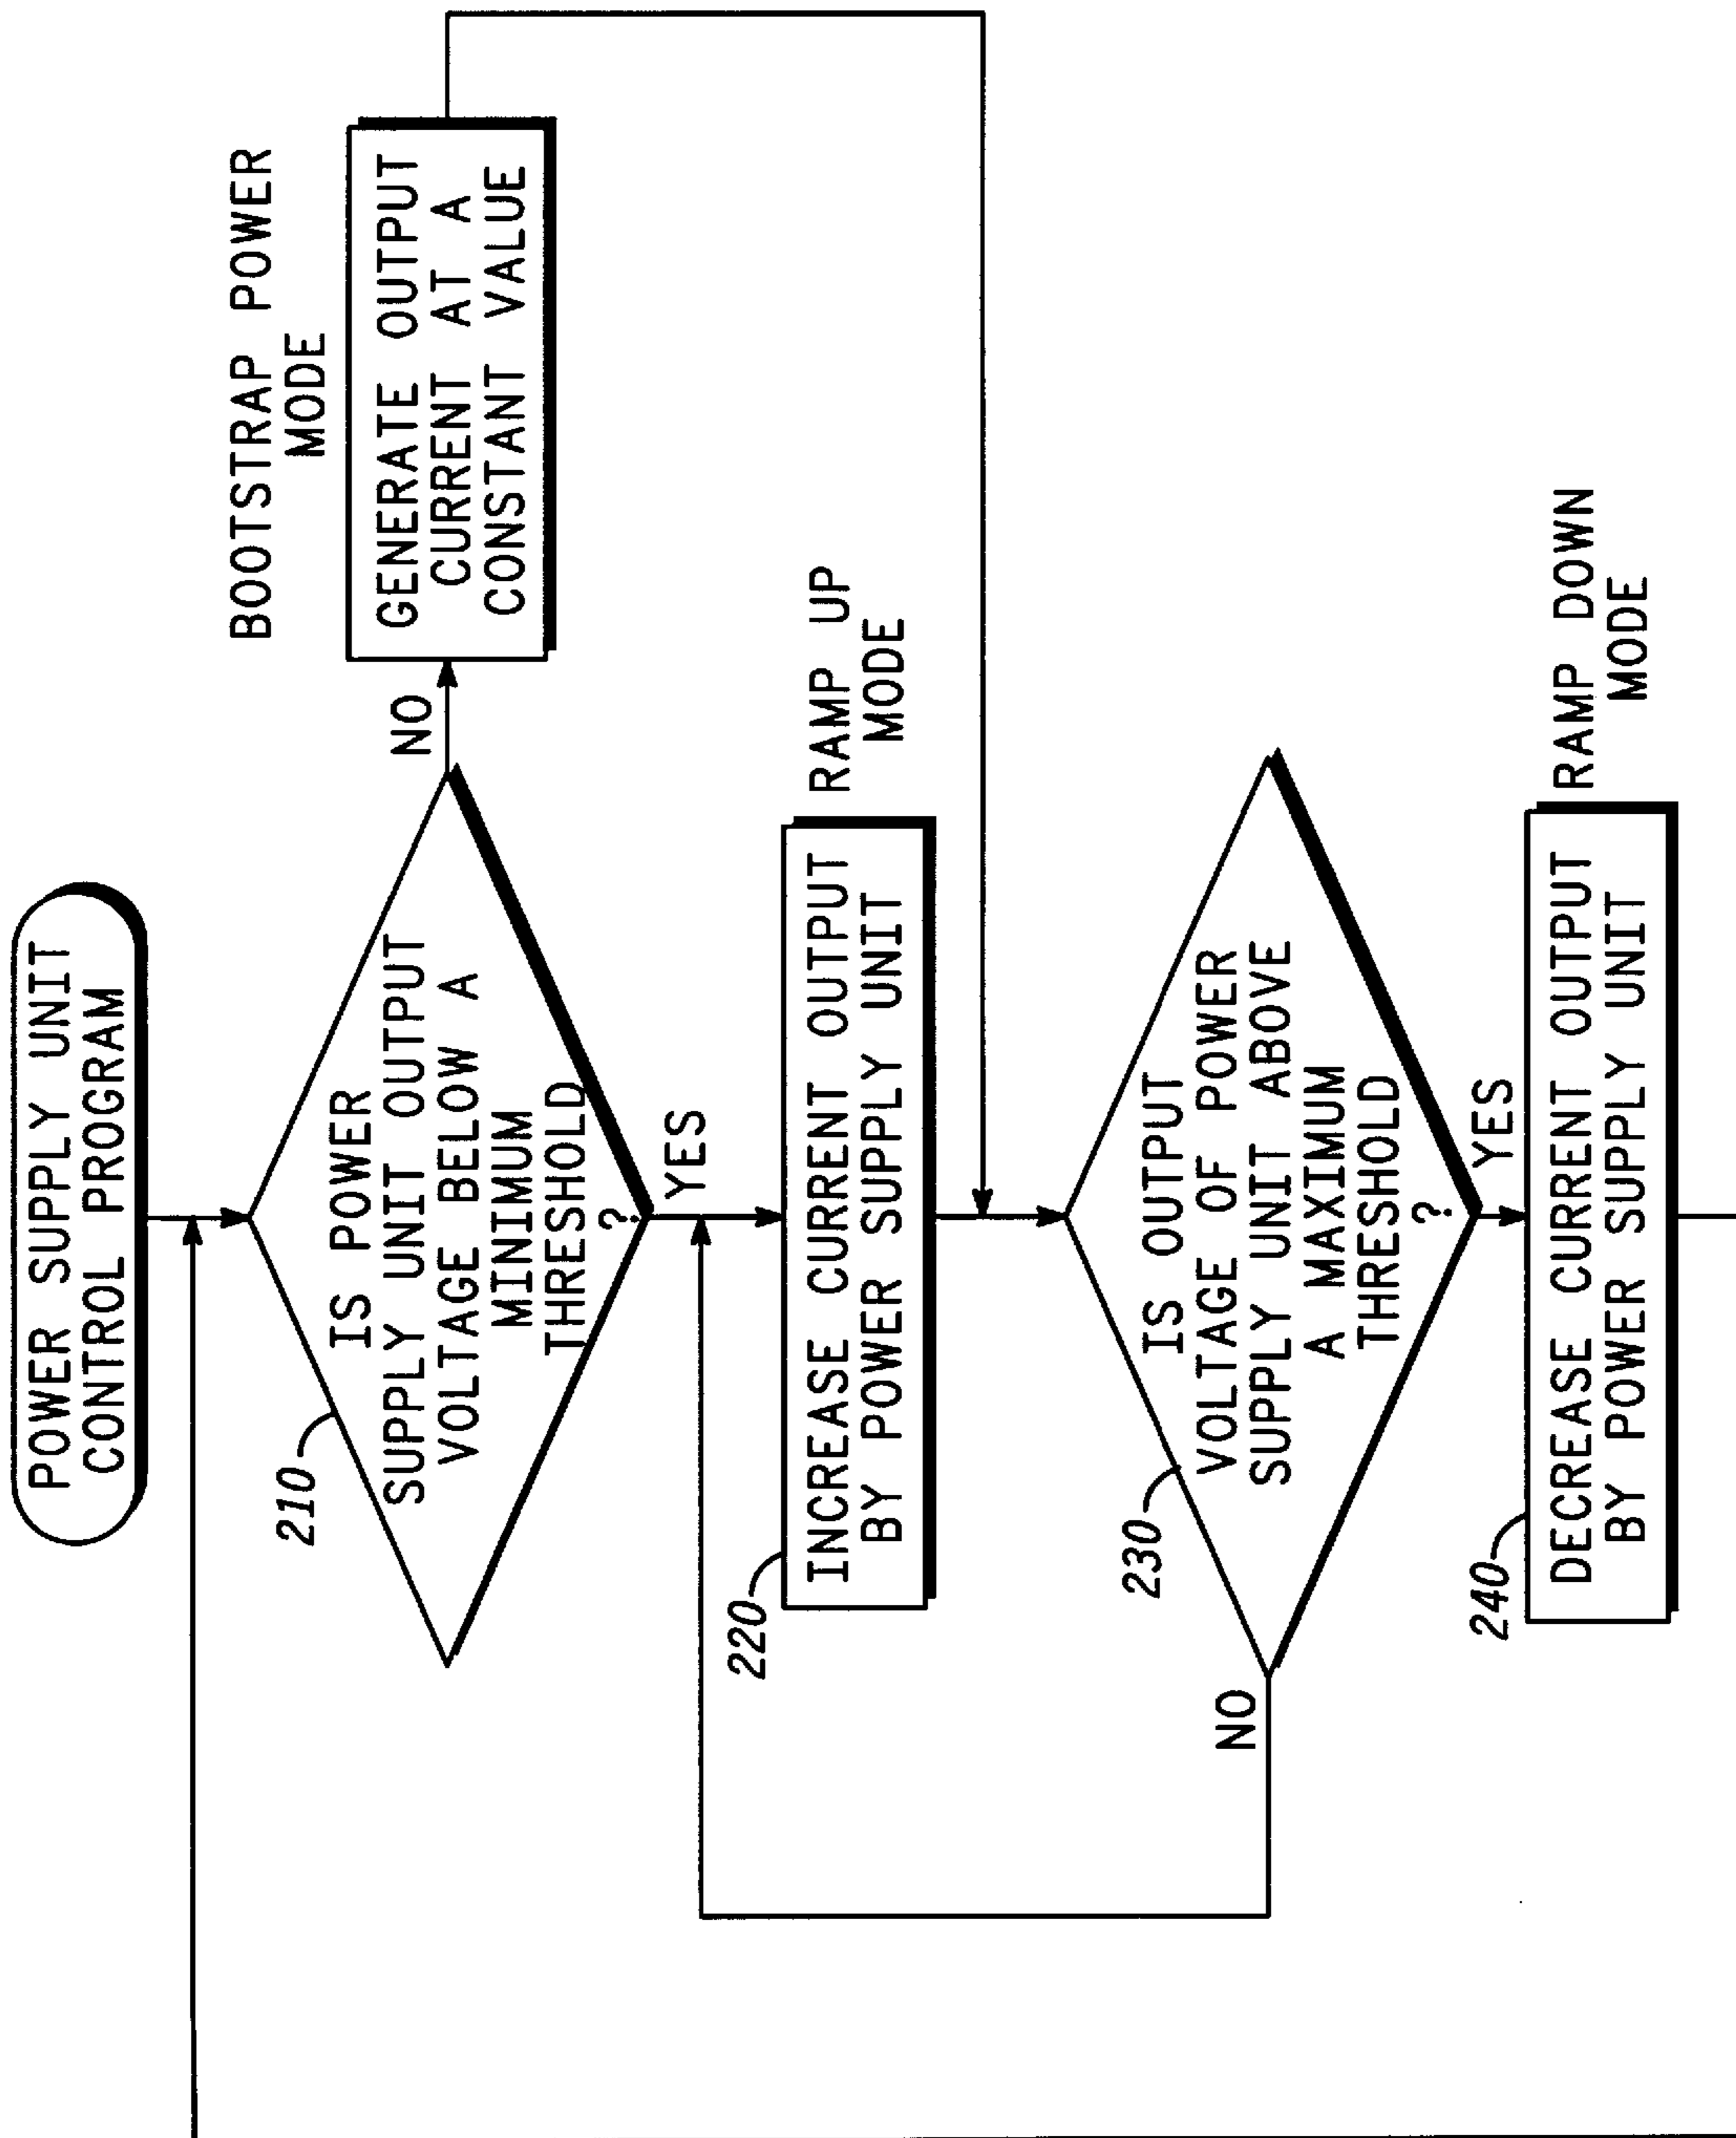 POWER SUPPLY UNIT
CONTROL PROGRAM
210
IS POWER
SUPPLY UNIT OUTPUT
VOLTAGE BELOW A
MINIMUM
THRESHOLD
?
NO
BOOTSTRAP POWER
MODE
GENERATE OUTPUT
CURRENT AT A
CONSTANT VALUE
YES
220
INCREASE CURRENT OUTPUT
BY POWER SUPPLY UNIT
RAMP UP
MODE
230
IS OUTPUT
VOLTAGE OF POWER
SUPPLY UNIT ABOVE
A MAXIMUM
THRESHOLD
?
NO
YES
240
DECREASE CURRENT OUTPUT
BY POWER SUPPLY UNIT
RAMP DOWN
MODE